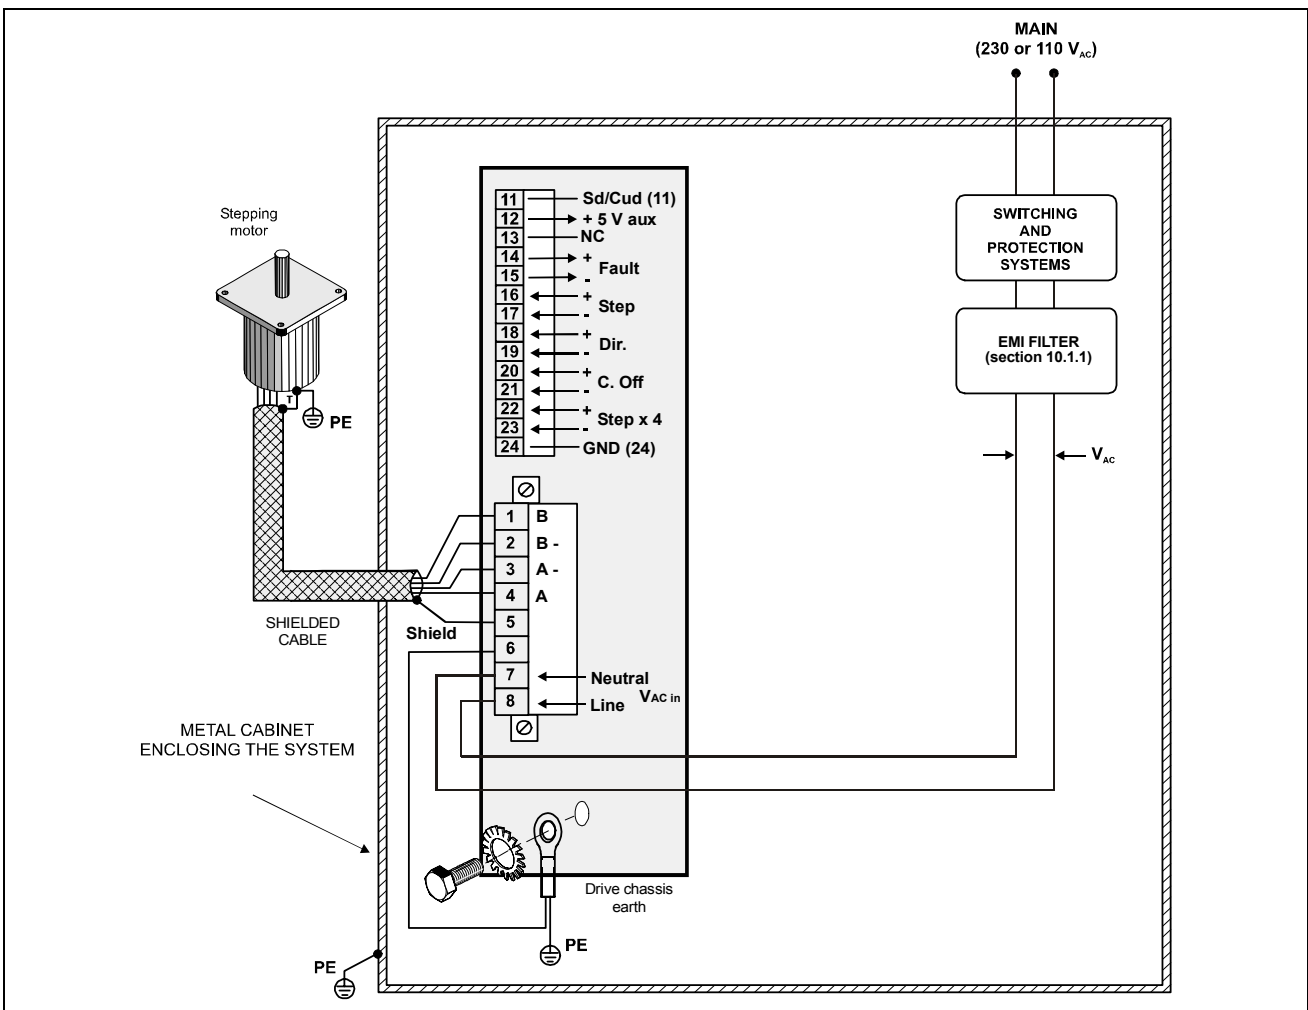 MAIN
(230 or 110 VAC)
SWITCHING
AND
PROTECTION
SYSTEMS
EMI FILTER
(section 10.1.1)
VAC
Stepping
motor
T
PE
11 Sd/Cud (11)
12 + 5 V aux
13 NC
14 +
Fault
15 -
16 +
Step
17 -
18 +
Dir.
19 -
20 +
C. Off
21 -
22 +
Step x 4
23 -
24 GND (24)
1 B
2 B -
3 A -
4 A
5
6
7 Neutral
VAC in
8 Line
Shield
SHIELDED
CABLE
METAL CABINET
ENCLOSING THE SYSTEM
Drive chassis
earth
PE
PE